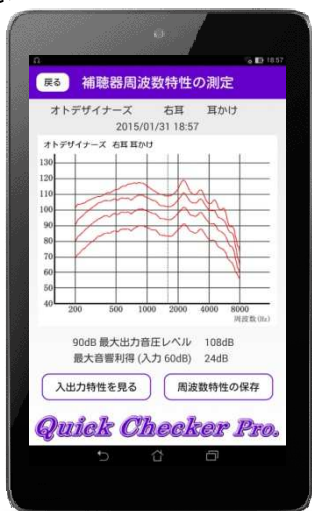 18:57
戻る 補聴器周波数特性の測定
オトデザイナーズ 右耳 耳かけ
2015/01/31 18:57
オトデザイナーズ 右耳 耳かけ
130
120
110
100
90
80
70
60
50
40
200 500 1000 2000 4000 8000
周波数(Hz)
90dB 最大出力音圧レベル 108dB
最大音響利得 (入力 60dB) 24dB
入出力特性を見る 周波数特性の保存
Quick Checker Pro.